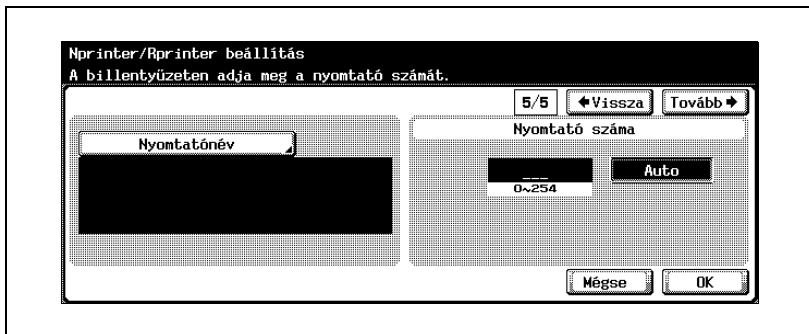 Nprinter/Rprinter beállítás
A billentyűzeten adja meg a nyomtató számát.
5/5
Vissza
Tovább
Nyomtató száma
Nyomtatónév
___
Auto
0~254
Mégse
OK